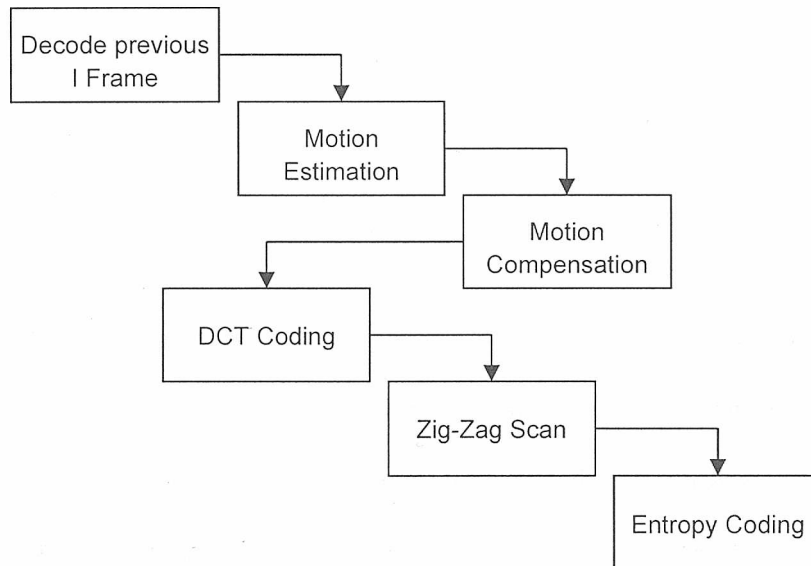 Decode previous
I Frame
Motion
Estimation
Motion
Compensation
DCT Coding
Zig-Zag Scan
Entropy Coding